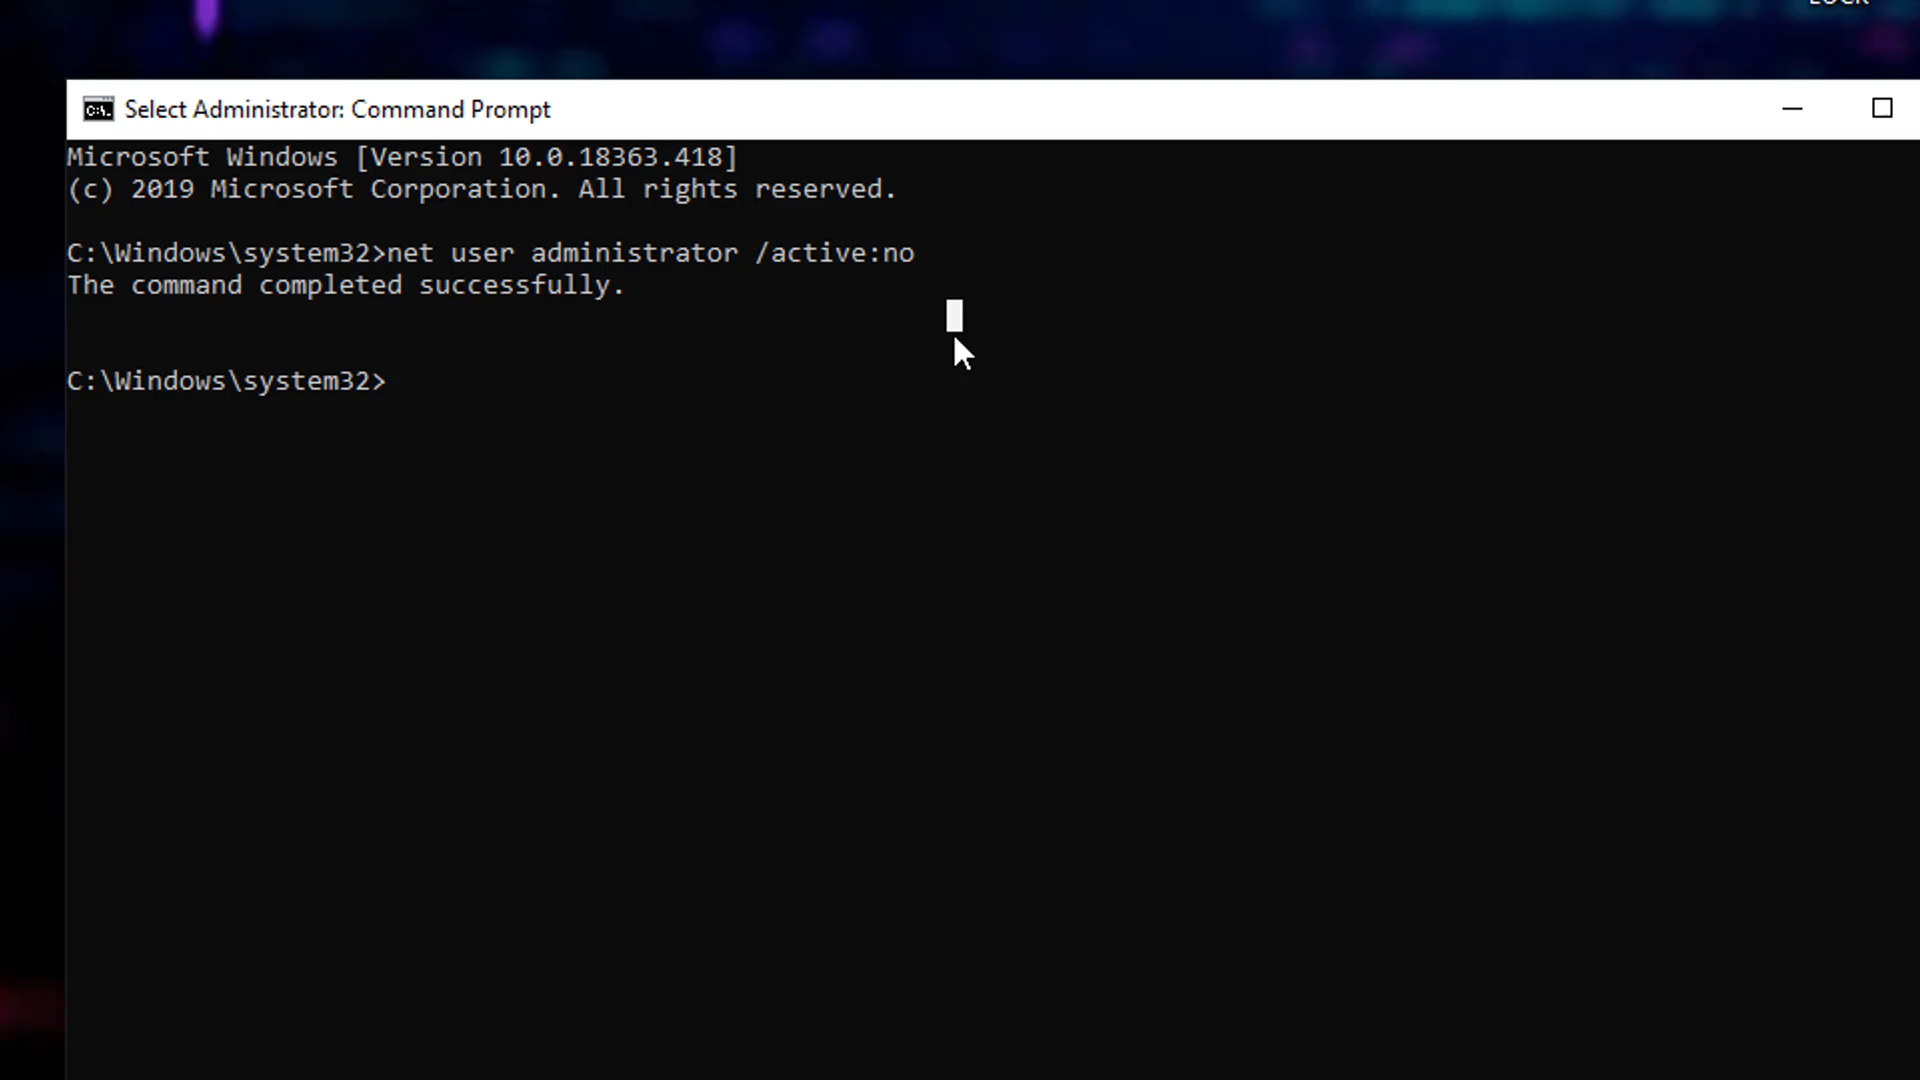 LOCK
Select Administrator: Command Prompt
Microsoft Windows [Version 10.0.18363.418]
(c) 2019 Microsoft Corporation. All rights reserved.
C:\Windows\system32>net user administrator /active:no
The command completed successfully.
C:\Windows\system32>